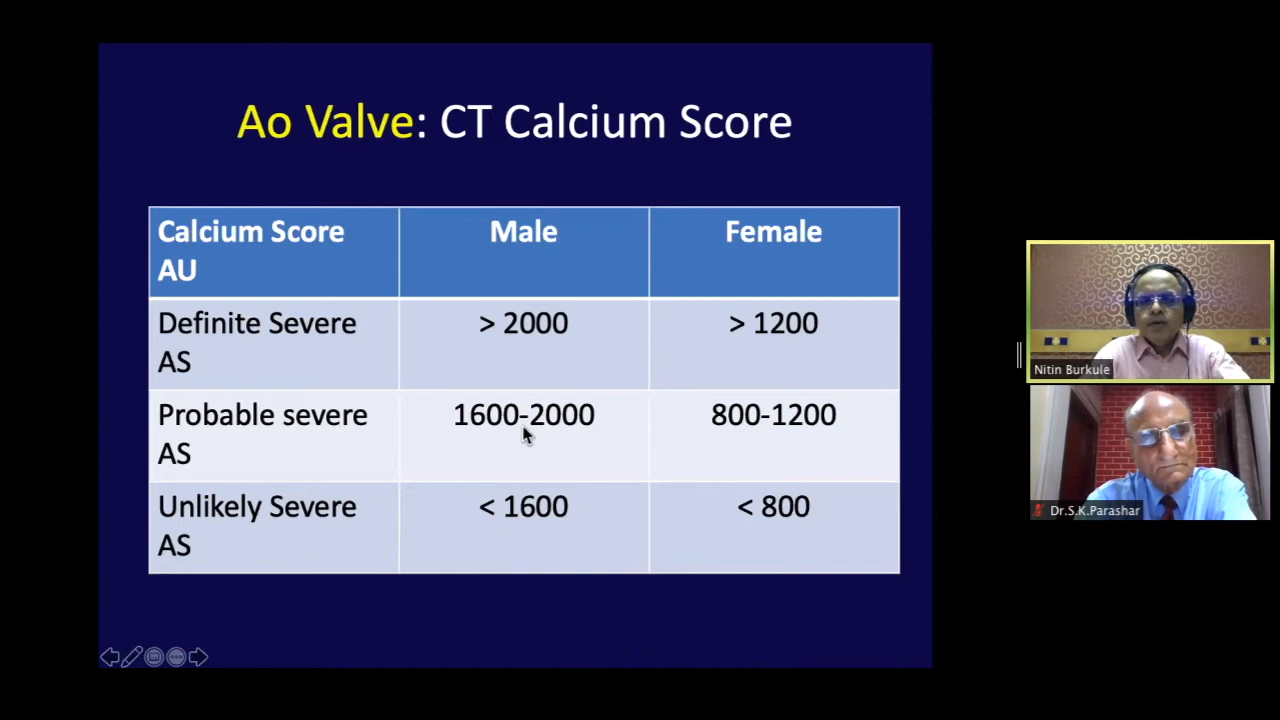 Ao Valve: CT Calcium Score
Calcium Score Male Female
AU
Definite Severe > 2000 > 1200
AS
Probable severe 1600-2000 800-1200
AS
Unlikely Severe < 1600 < 800
AS
Nitin Burkule
Dr.S.K.Parashar